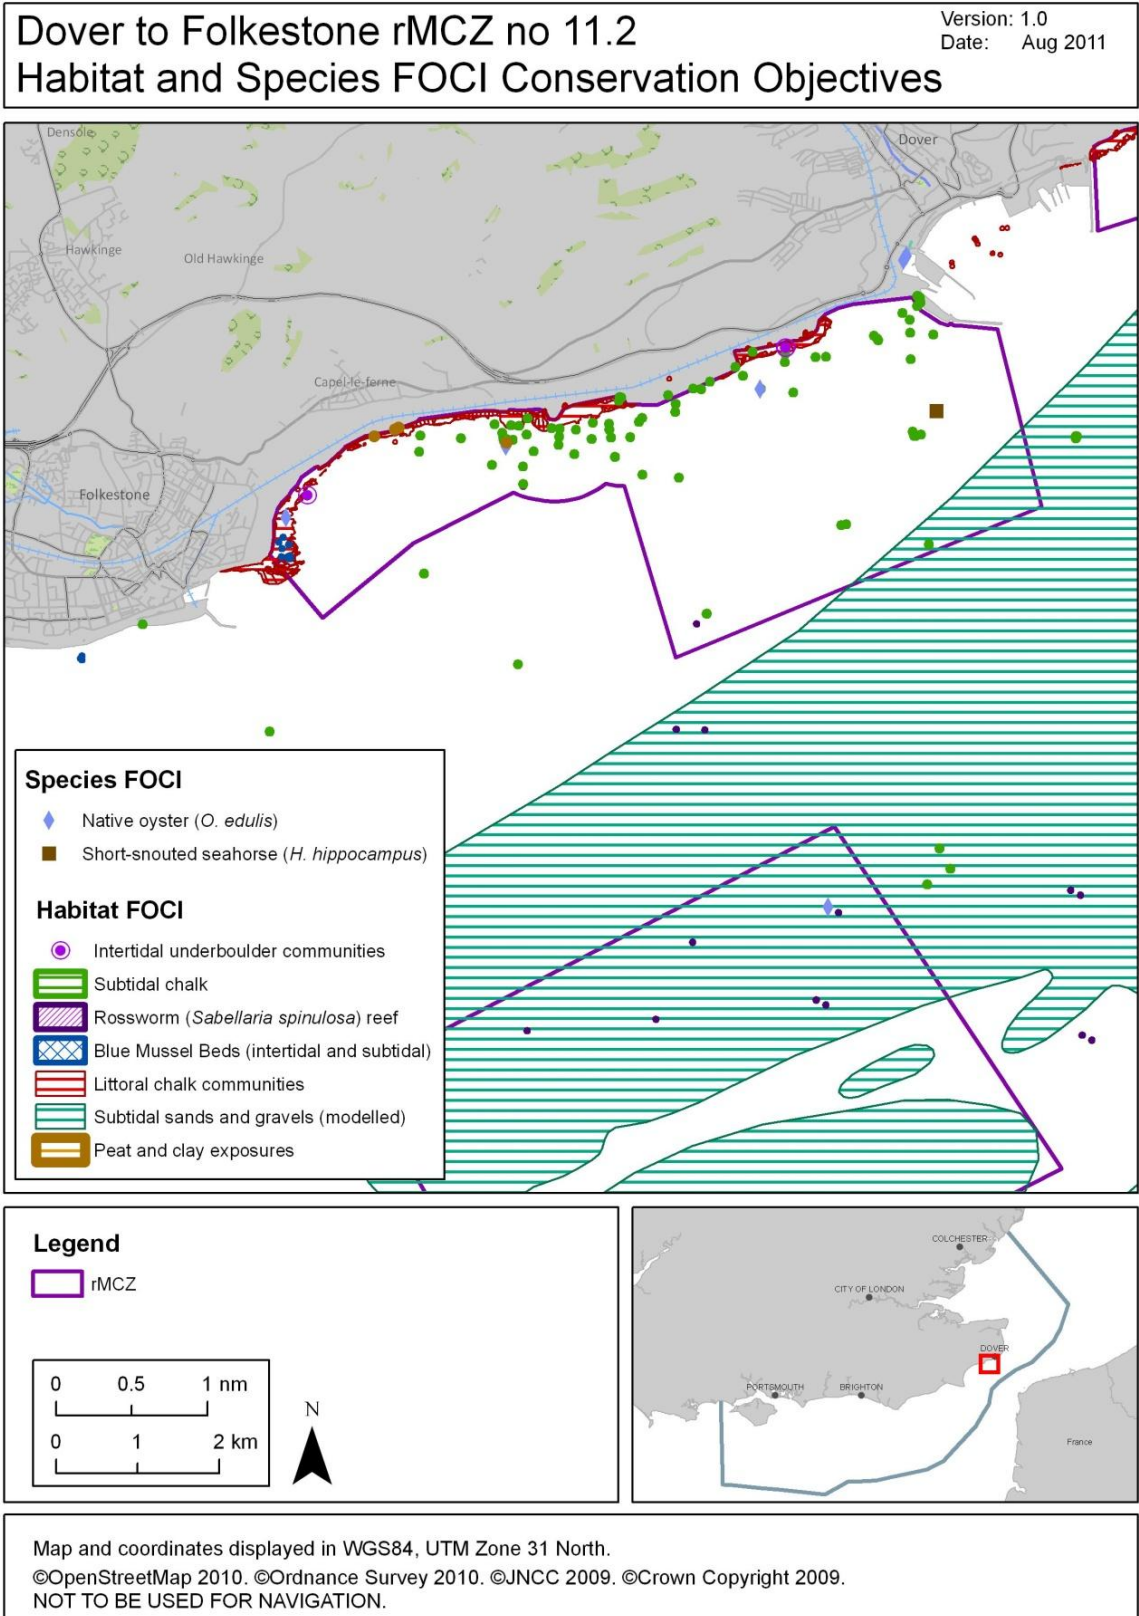 Dover to Folkestone rMCZ no 11.2
Habitat and Species FOCI Conservation Objectives
Version: 1.0
Date: Aug 2011
Densole
Dover
Hawkinge
Old Hawkinge
Capel-le-ferne
Folkestone
Species FOCI
Native oyster (O. edulis)
Short-snouted seahorse (H. hippocampus)
Habitat FOCI
Intertidal underboulder communities
Subtidal chalk
Rossworm (Sabellaria spinulosa) reef
Blue Mussel Beds (intertidal and subtidal)
Littoral chalk communities
Subtidal sands and gravels (modelled)
Peat and clay exposures
Legend
rMCZ
0 0.5 1 nm
0 1 2 km
N
COLCHESTER
CITY OF LONDON
DOVER
PORTSMOUTH
BRIGHTON
France
Map and coordinates displayed in WGS84, UTM Zone 31 North.
©OpenStreetMap 2010. ©Ordnance Survey 2010. ©JNCC 2009. ©Crown Copyright 2009.
NOT TO BE USED FOR NAVIGATION.